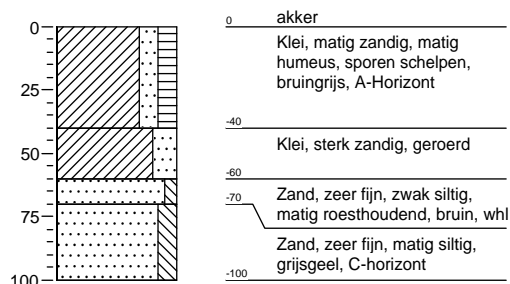 0
25
50
75
100
0 akker
Klei, matig zandig, matig
humeus, sporen schelpen,
bruingrijs, A-Horizont
-40
Klei, sterk zandig, geroerd
-60
Zand, zeer fijn, zwak siltig,
-70
matig roesthoudend, bruin, whl
Zand, zeer fijn, matig siltig,
grijsgeel, C-horizont
-100